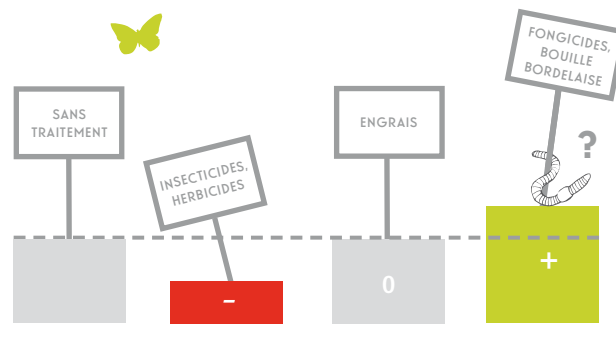 SANS
TRAITEMENT
INSECTICIDES,
HERBICIDES
ENGRAIS
FONGICIDES,
BOUILLE
BORDELAISE
?
–
0
+